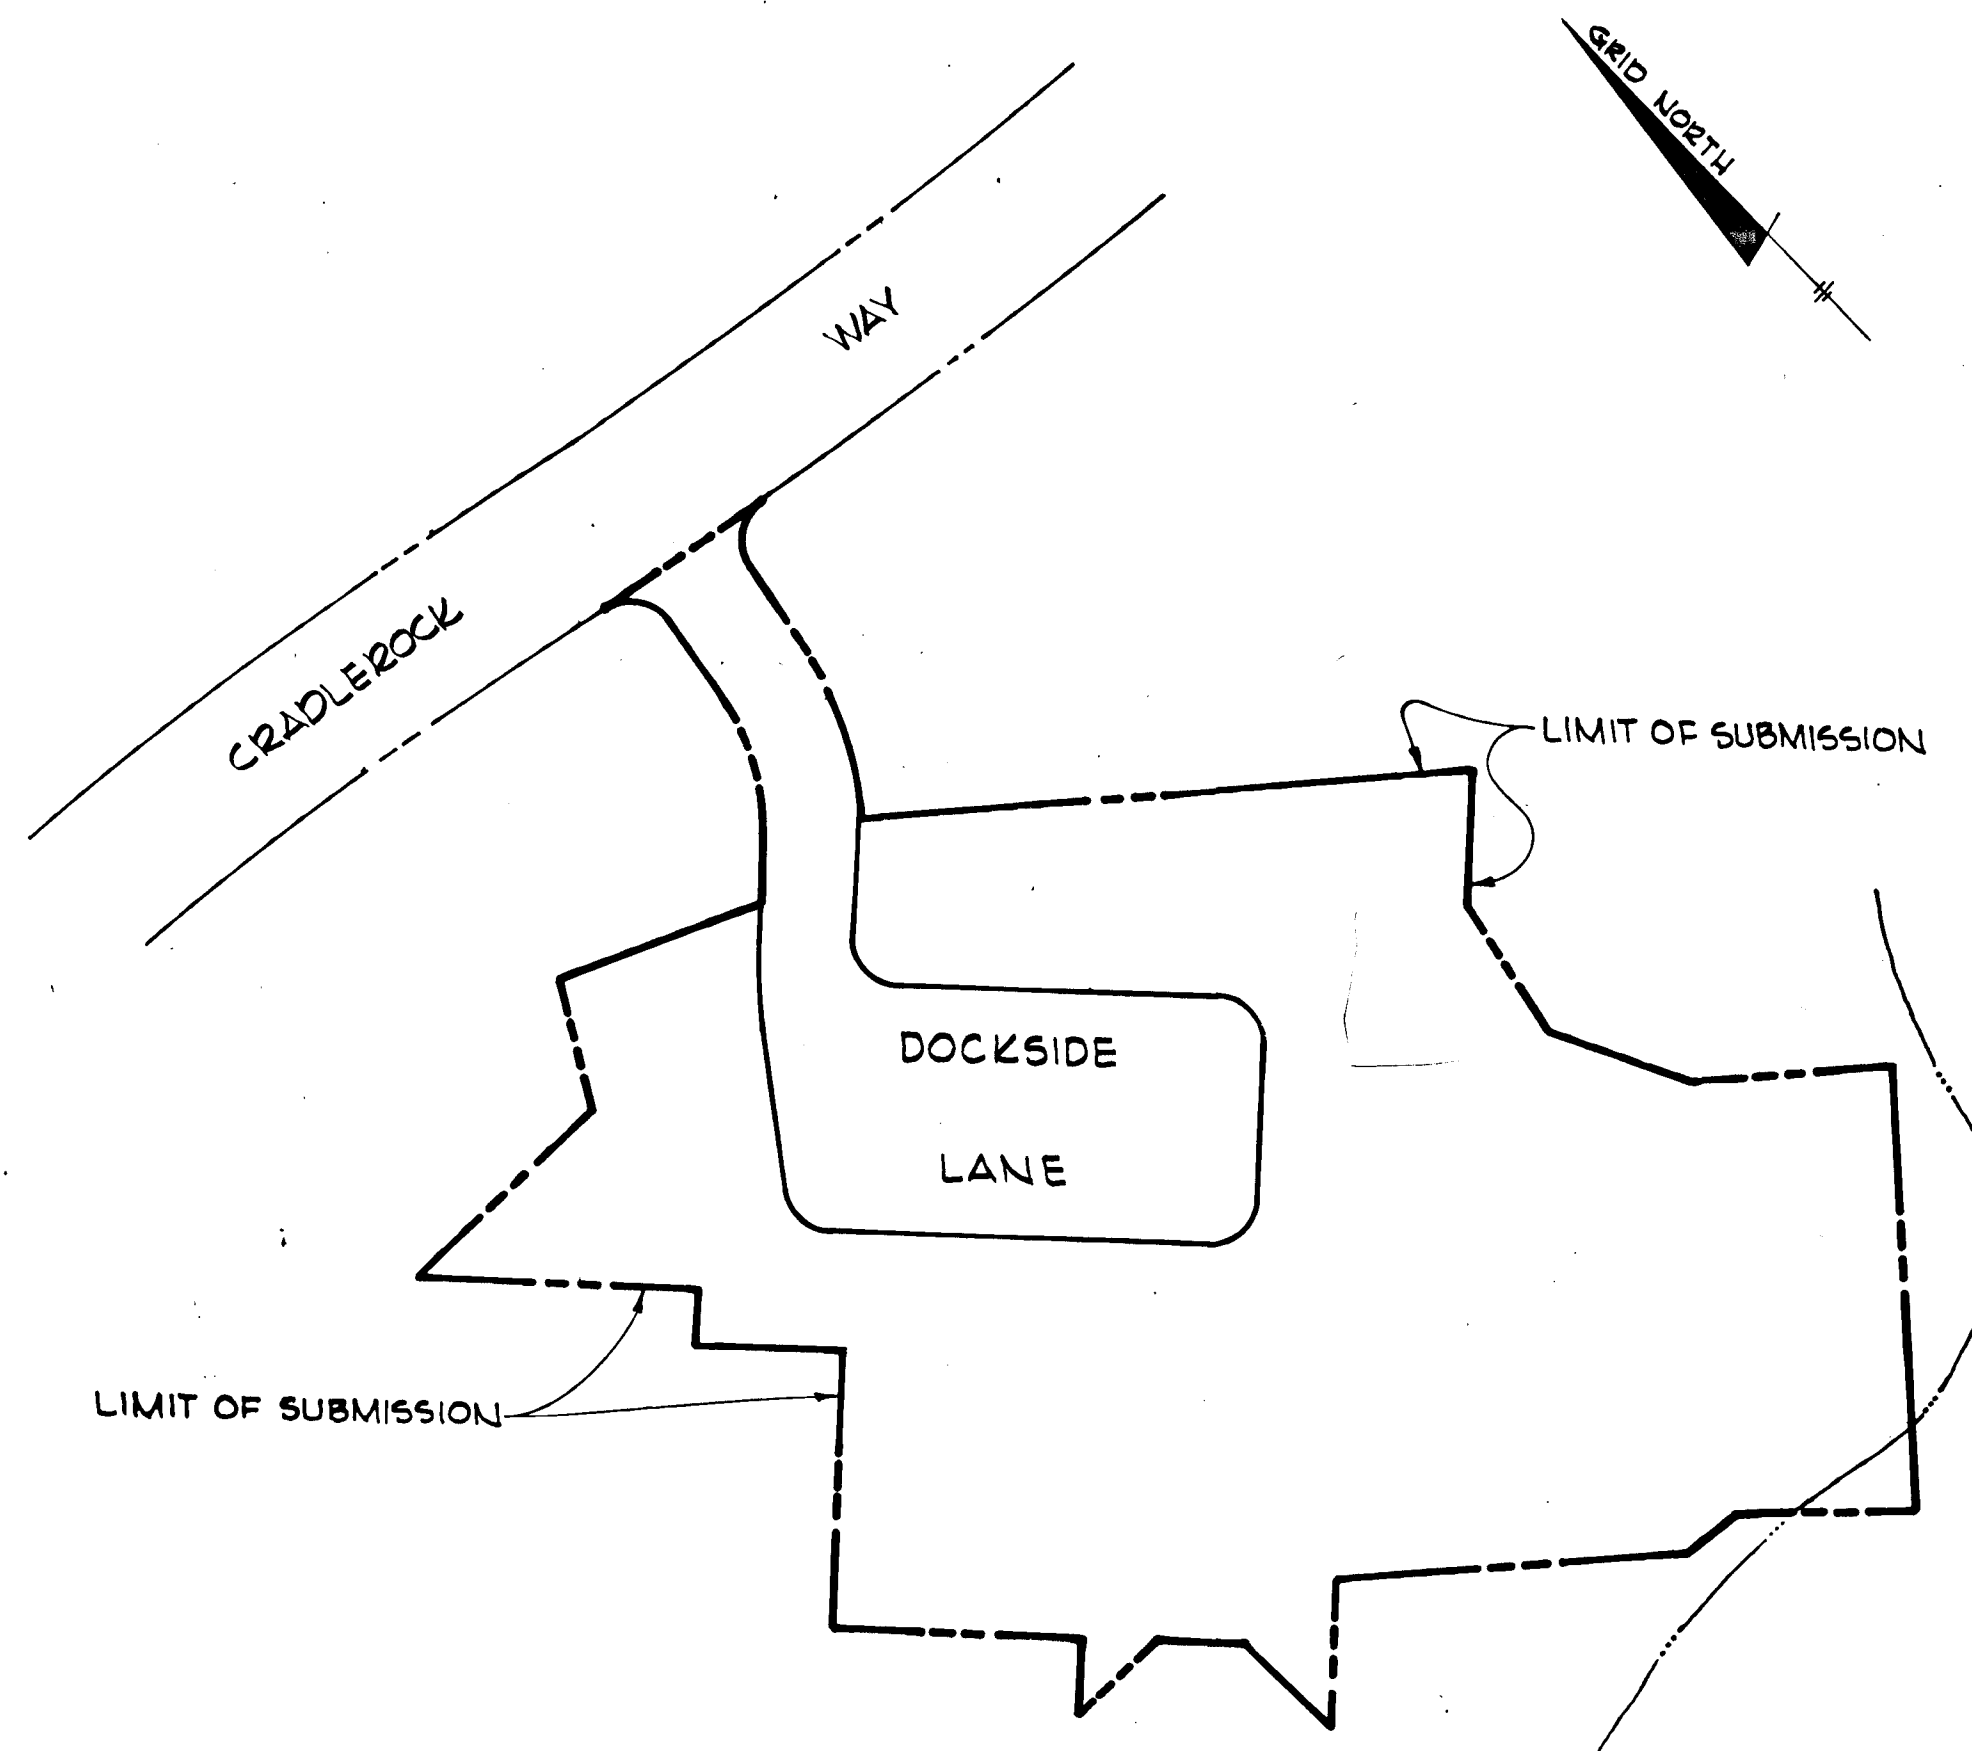 GRID NORTH
WAY
CRADLEROCK
LIMIT OF SUBMISSION
DOCKSIDE
LANE
LIMIT OF SUBMISSION